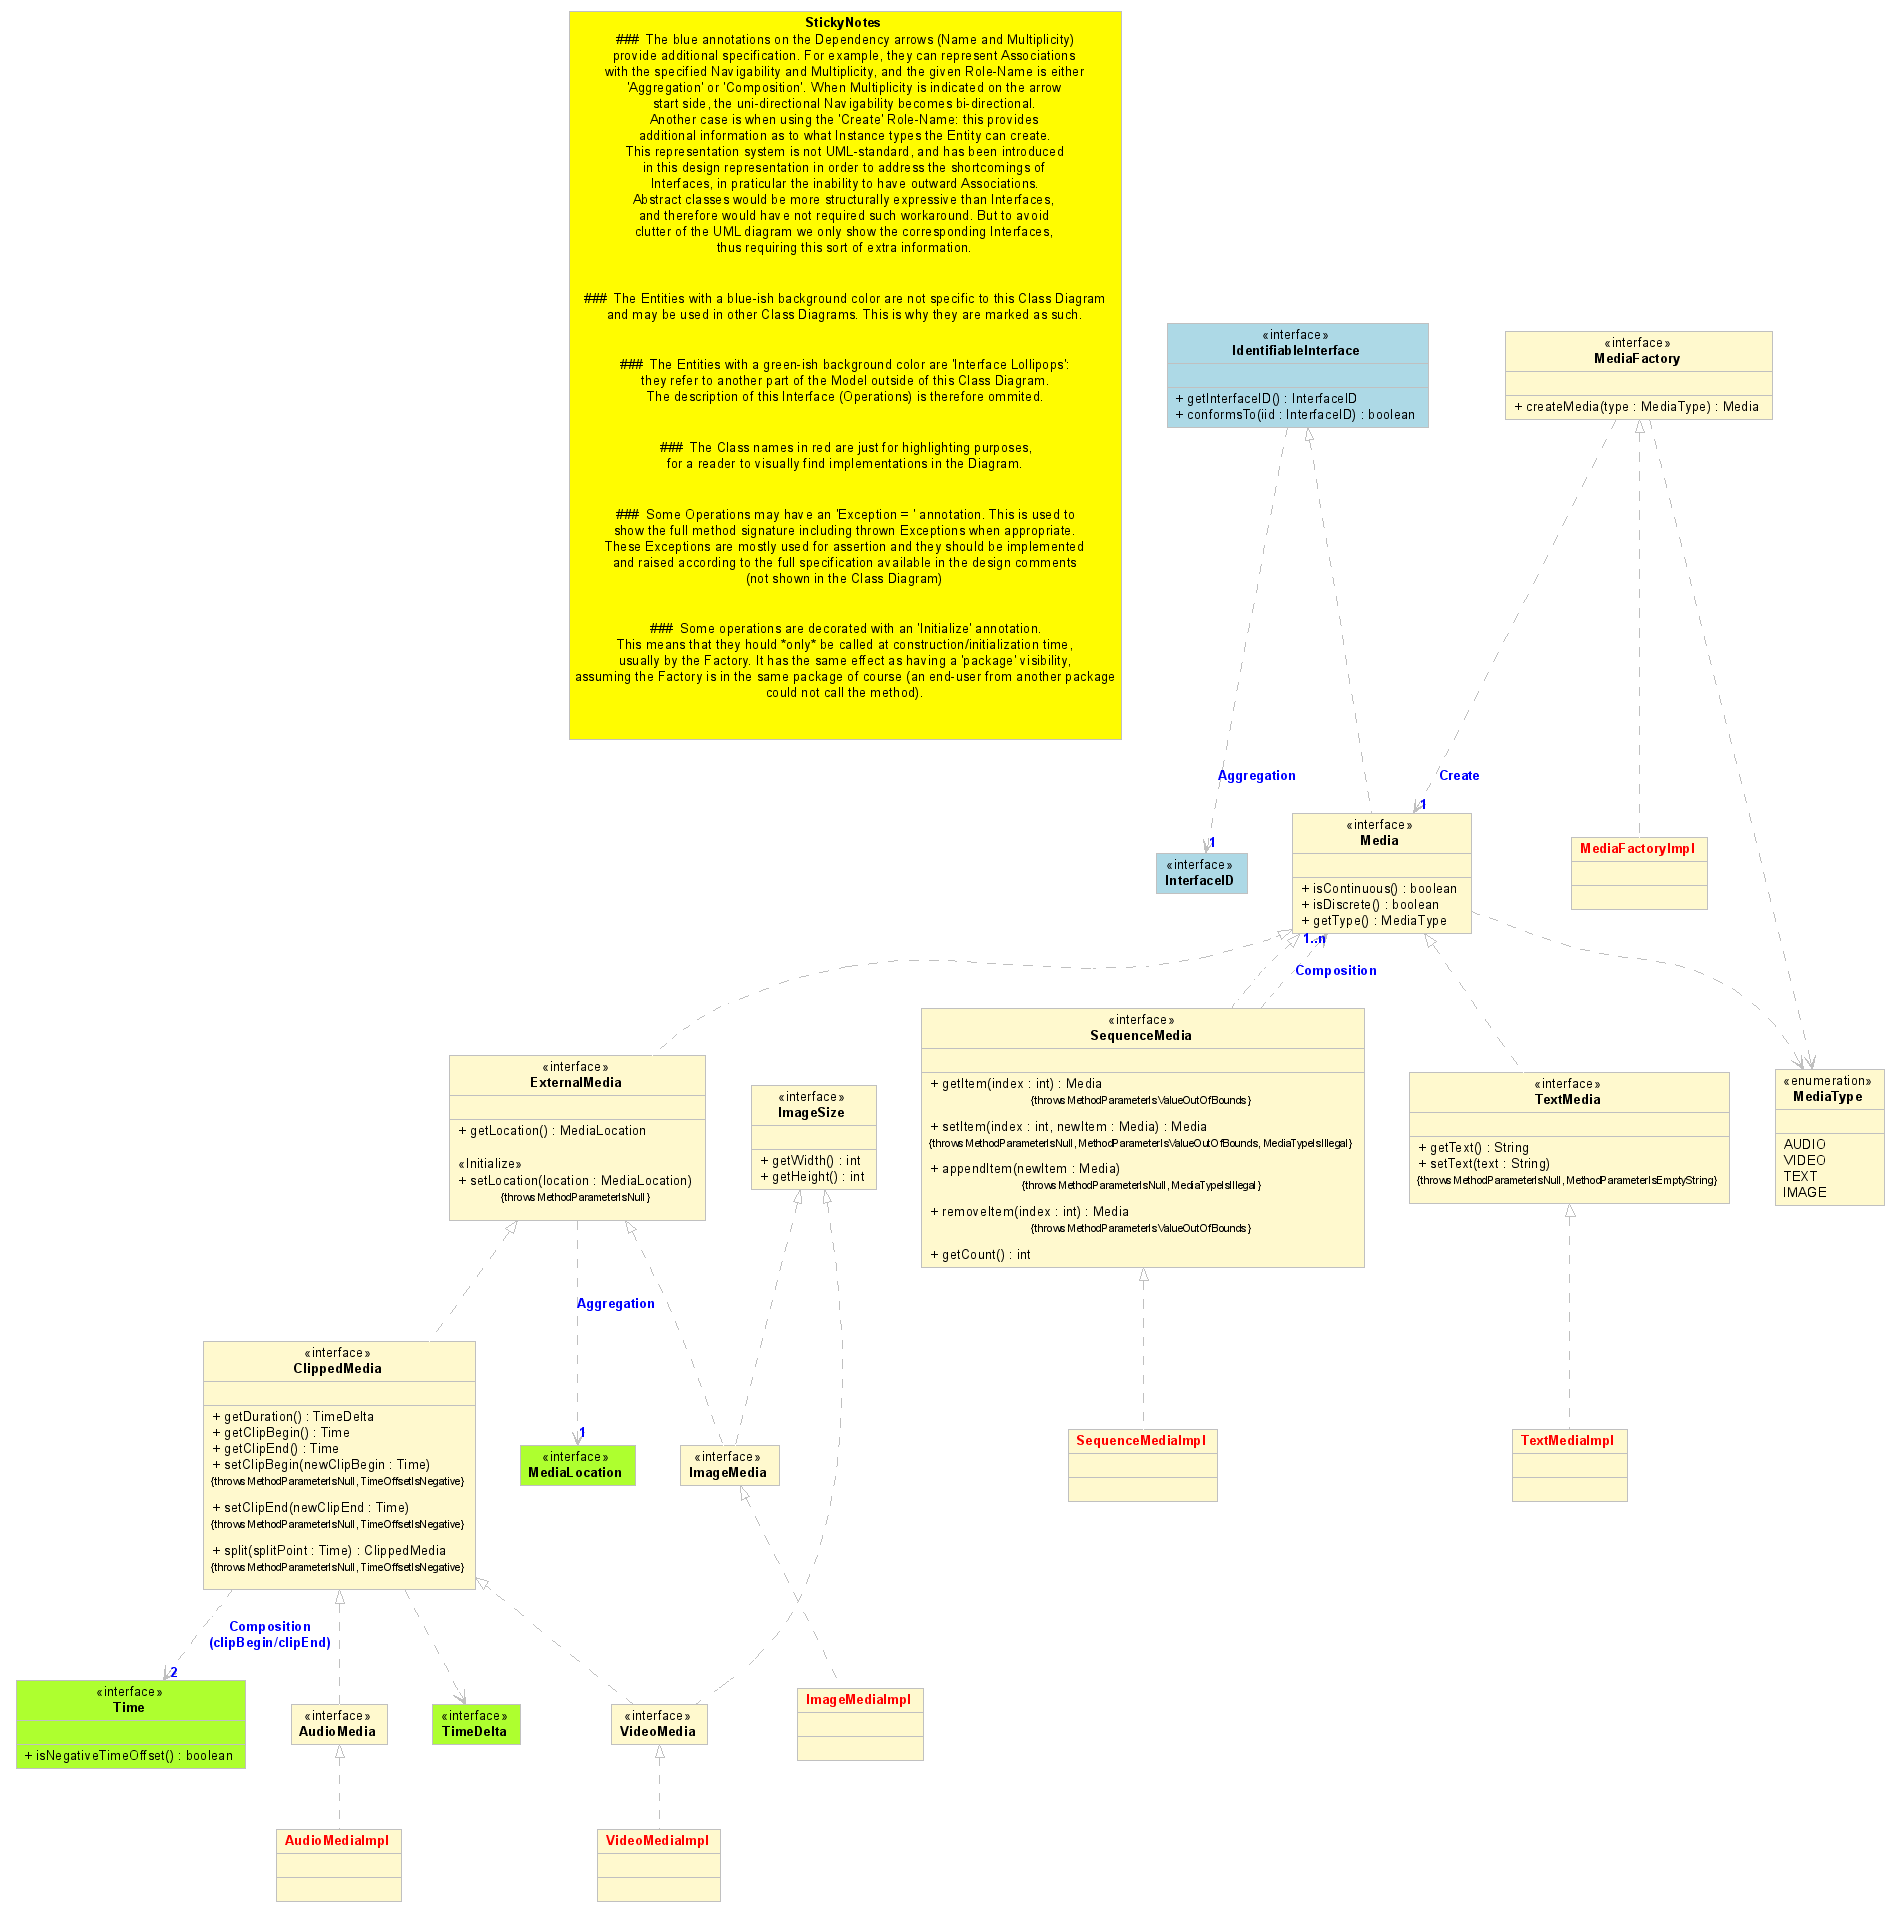 StickyNotes
### The blue annotations on the Dependency arrows (Name and Multiplicity)
provide additional specification. For example, they can represent Associations
with the specified Navigability and Multiplicity, and the given Role-Name is either
'Aggregation' or 'Composition'. When Multiplicity is indicated on the arrow
start side, the uni-directional Navigability becomes bi-directional.
Another case is when using the 'Create' Role-Name: this provides
additional information as to what Instance types the Entity can create.
This representation system is not UML-standard, and has been introduced
in this design representation in order to address the shortcomings of
Interfaces, in praticular the inability to have outward Associations.
Abstract classes would be more structurally expressive than Interfaces,
and therefore would have not required such workaround. But to avoid
clutter of the UML diagram we only show the corresponding Interfaces,
thus requiring this sort of extra information.
### The Entities with a blue-ish background color are not specific to this Class Diagram
and may be used in other Class Diagrams. This is why they are marked as such.
### The Entities with a green-ish background color are 'Interface Lollipops':
they refer to another part of the Model outside of this Class Diagram.
The description of this Interface (Operations) is therefore ommited.
### The Class names in red are just for highlighting purposes,
for a reader to visually find implementations in the Diagram.
### Some Operations may have an 'Exception = ' annotation. This is used to
show the full method signature including thrown Exceptions when appropriate.
These Exceptions are mostly used for assertion and they should be implemented
and raised according to the full specification available in the design comments
(not shown in the Class Diagram)
### Some operations are decorated with an 'Initialize' annotation.
This means that they hould *only* be called at construction/initialization time,
usually by the Factory. It has the same effect as having a 'package' visibility,
assuming the Factory is in the same package of course (an end-user from another package
could not call the method).
«interface»
IdentifiableInterface
+ getInterfaceID() : InterfaceID
+ conformsTo(iid : InterfaceID) : boolean
«interface»
MediaFactory
+ createMedia(type : MediaType) : Media
Aggregation
1
Create
1
«interface»
InterfaceID
«interface»
Media
+ isContinuous() : boolean
+ isDiscrete() : boolean
+ getType() : MediaType
MediaFactoryImpl
1..n
Composition
«interface»
ExternalMedia
+ getLocation() : MediaLocation
«Initialize»
+ setLocation(location : MediaLocation)
{throws MethodParameterIsNull}
«interface»
ImageSize
+ getWidth() : int
+ getHeight() : int
«interface»
SequenceMedia
+ getItem(index : int) : Media
{throws MethodParameterIsValueOutOfBounds}
+ setItem(index : int, newItem : Media) : Media
{throws MethodParameterIsNull, MethodParameterIsValueOutOfBounds, MediaTypeIsIllegal}
+ appendItem(newItem : Media)
{throws MethodParameterIsNull, MediaTypeIsIllegal}
+ removeItem(index : int) : Media
{throws MethodParameterIsValueOutOfBounds}
+ getCount() : int
«interface»
TextMedia
+ getText() : String
+ setText(text : String)
{throws MethodParameterIsNull, MethodParameterIsEmptyString}
«enumeration»
MediaType
AUDIO
VIDEO
TEXT
IMAGE
Aggregation
1
«interface»
ClippedMedia
+ getDuration() : TimeDelta
+ getClipBegin() : Time
+ getClipEnd() : Time
+ setClipBegin(newClipBegin : Time)
{throws MethodParameterIsNull, TimeOffsetIsNegative}
+ setClipEnd(newClipEnd : Time)
{throws MethodParameterIsNull, TimeOffsetIsNegative}
+ split(splitPoint : Time) : ClippedMedia
{throws MethodParameterIsNull, TimeOffsetIsNegative}
«interface»
MediaLocation
«interface»
ImageMedia
SequenceMediaImpl
TextMediaImpl
Composition
(clipBegin/clipEnd)
2
«interface»
Time
+ isNegativeTimeOffset() : boolean
«interface»
AudioMedia
«interface»
TimeDelta
«interface»
VideoMedia
ImageMediaImpl
AudioMediaImpl
VideoMediaImpl